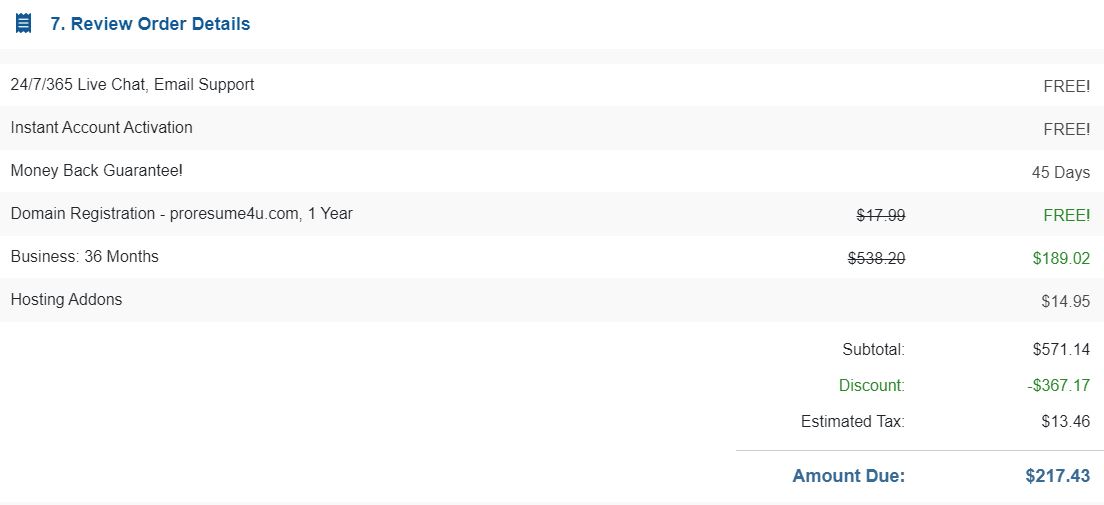 7. Review Order Details
24/7/365 Live Chat, Email Support FREE!
Instant Account Activation FREE!
Money Back Guarantee! 45 Days
Domain Registration - proresume4u.com, 1 Year $17.99 FREE!
Business: 36 Months $538.20 $189.02
Hosting Addons $14.95
Subtotal: $571.14
Discount: -$367.17
Estimated Tax: $13.46
Amount Due: $217.43